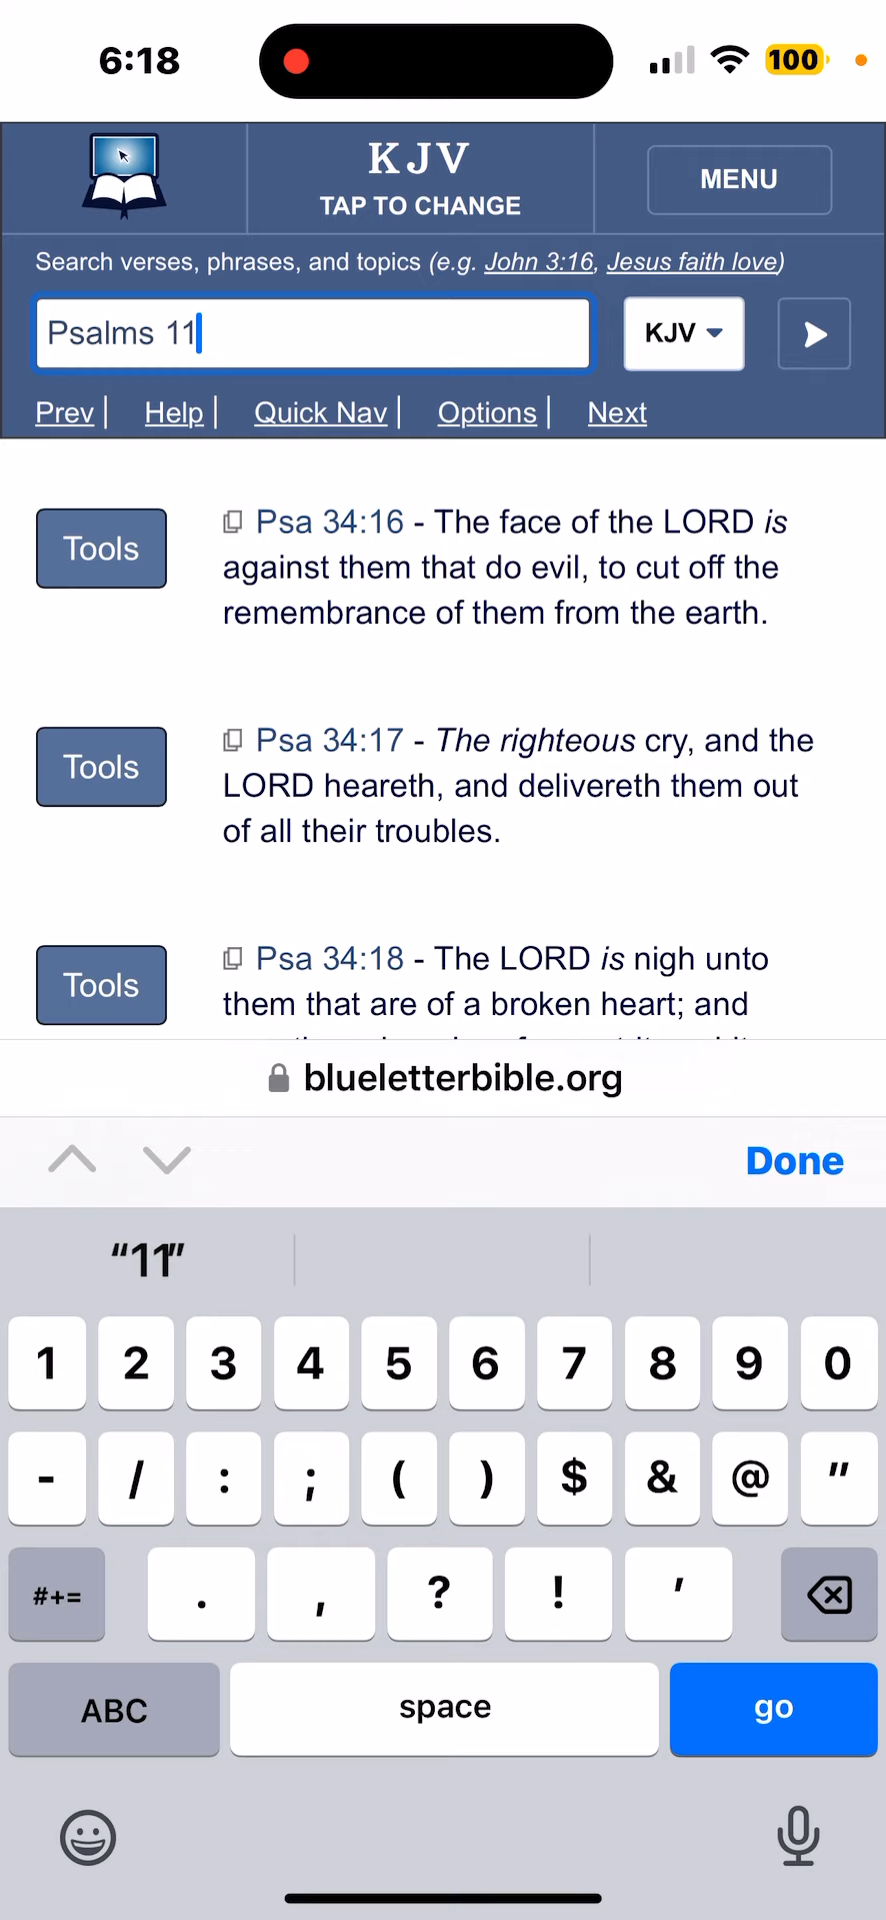 6:18
100
KJV
TAP TO CHANGE
MENU
Search verses, phrases, and topics (e.g. John 3:16, Jesus faith love)
Psalms 11
KJV
Prev | Help | Quick Nav | Options | Next
Tools
Psa 34:16 - The face of the LORD is
against them that do evil, to cut off the
remembrance of them from the earth.
Tools
Psa 34:17 - The righteous cry, and the
LORD heareth, and delivereth them out
of all their troubles.
Tools
Psa 34:18 - The LORD is nigh unto
them that are of a broken heart; and
blueletterbible.org
Done
“11”
1 2 3 4 5 6 7 8 9 0
- / : ; ( ) $ & @ "
#+= . , ? ! '
ABC space go